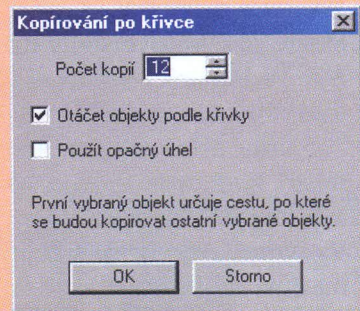 Kopírování po křivce
Počet kopií 12
Otáčet objekty podle křivky
Použít opačný úhel
První vybraný objekt určuje cestu, po které
se budou kopirovat ostatní vybrané objekty.
OK Storno